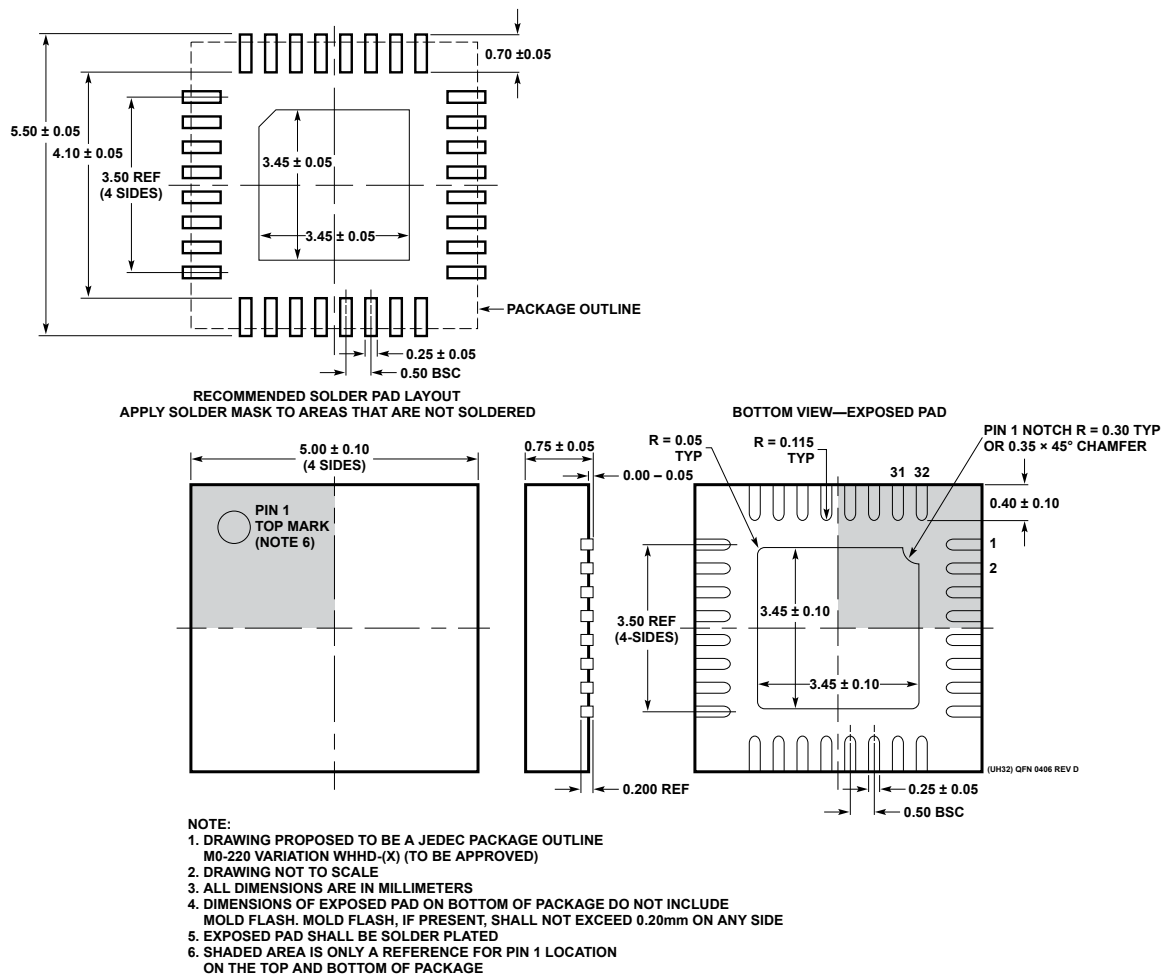 0.70 ±0.05
5.50 ± 0.05
4.10 ± 0.05
3.50 REF
(4 SIDES)
3.45 ± 0.05
3.45 ± 0.05
PACKAGE OUTLINE
0.25 ± 0.05
0.50 BSC
RECOMMENDED SOLDER PAD LAYOUT
APPLY SOLDER MASK TO AREAS THAT ARE NOT SOLDERED
5.00 ± 0.10
(4 SIDES)
PIN 1
TOP MARK
(NOTE 6)
0.75 ± 0.05
0.00 – 0.05
0.200 REF
BOTTOM VIEW—EXPOSED PAD
R = 0.05
TYP
R = 0.115
TYP
PIN 1 NOTCH R = 0.30 TYP
OR 0.35 × 45° CHAMFER
31 32
0.40 ± 0.10
1
2
3.50 REF
(4-SIDES)
3.45 ± 0.10
3.45 ± 0.10
(UH32) QFN 0406 REV D
0.25 ± 0.05
0.50 BSC
NOTE:
1. DRAWING PROPOSED TO BE A JEDEC PACKAGE OUTLINE
M0-220 VARIATION WHHD-(X) (TO BE APPROVED)
2. DRAWING NOT TO SCALE
3. ALL DIMENSIONS ARE IN MILLIMETERS
4. DIMENSIONS OF EXPOSED PAD ON BOTTOM OF PACKAGE DO NOT INCLUDE
MOLD FLASH. MOLD FLASH, IF PRESENT, SHALL NOT EXCEED 0.20mm ON ANY SIDE
5. EXPOSED PAD SHALL BE SOLDER PLATED
6. SHADED AREA IS ONLY A REFERENCE FOR PIN 1 LOCATION
ON THE TOP AND BOTTOM OF PACKAGE